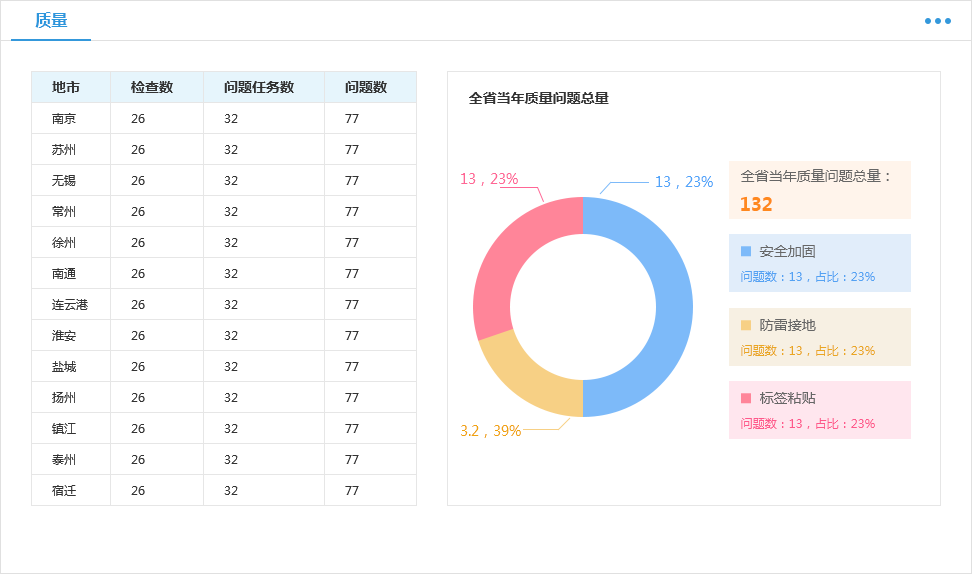 质量
地市 检查数 问题任务数 问题数
南京 26 32 77
苏州 26 32 77
无锡 26 32 77
常州 26 32 77
徐州 26 32 77
南通 26 32 77
连云港 26 32 77
淮安 26 32 77
盐城 26 32 77
扬州 26 32 77
镇江 26 32 77
泰州 26 32 77
宿迁 26 32 77
全省当年质量问题总量
13，23%
13，23%
3.2，39%
全省当年质量问题总量：
132
安全加固
问题数：13，占比：23%
防雷接地
问题数：13，占比：23%
标签粘贴
问题数：13，占比：23%